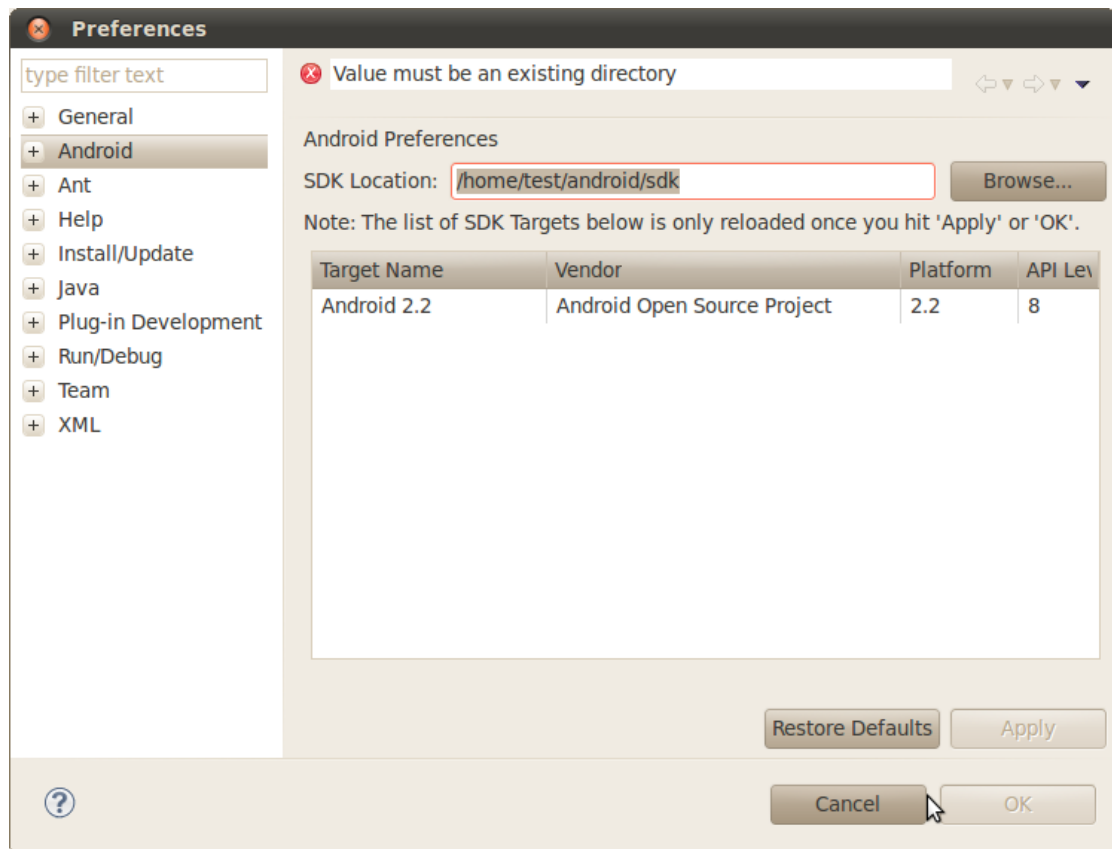 Preferences
type filter text
General
Android
Ant
Help
Install/Update
Java
Plug-in Development
Run/Debug
Team
XML
Value must be an existing directory
Android Preferences
SDK Location: /home/test/android/sdk Browse...
Note: The list of SDK Targets below is only reloaded once you hit 'Apply' or 'OK'.
Target Name Vendor Platform API Lev
Android 2.2 Android Open Source Project 2.2 8
Restore Defaults Apply
? Cancel OK